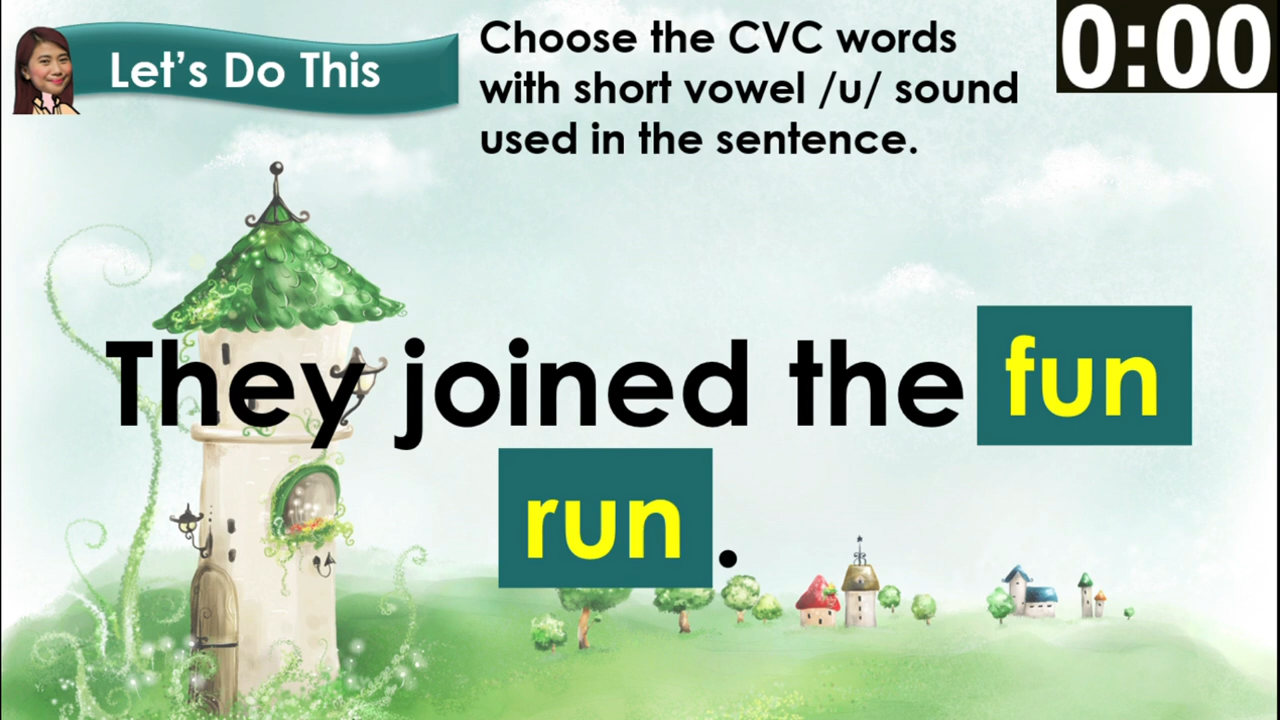 Let's Do This
Choose the CVC words
with short vowel /u/ sound
used in the sentence.
0:00
They joined the fun
run.